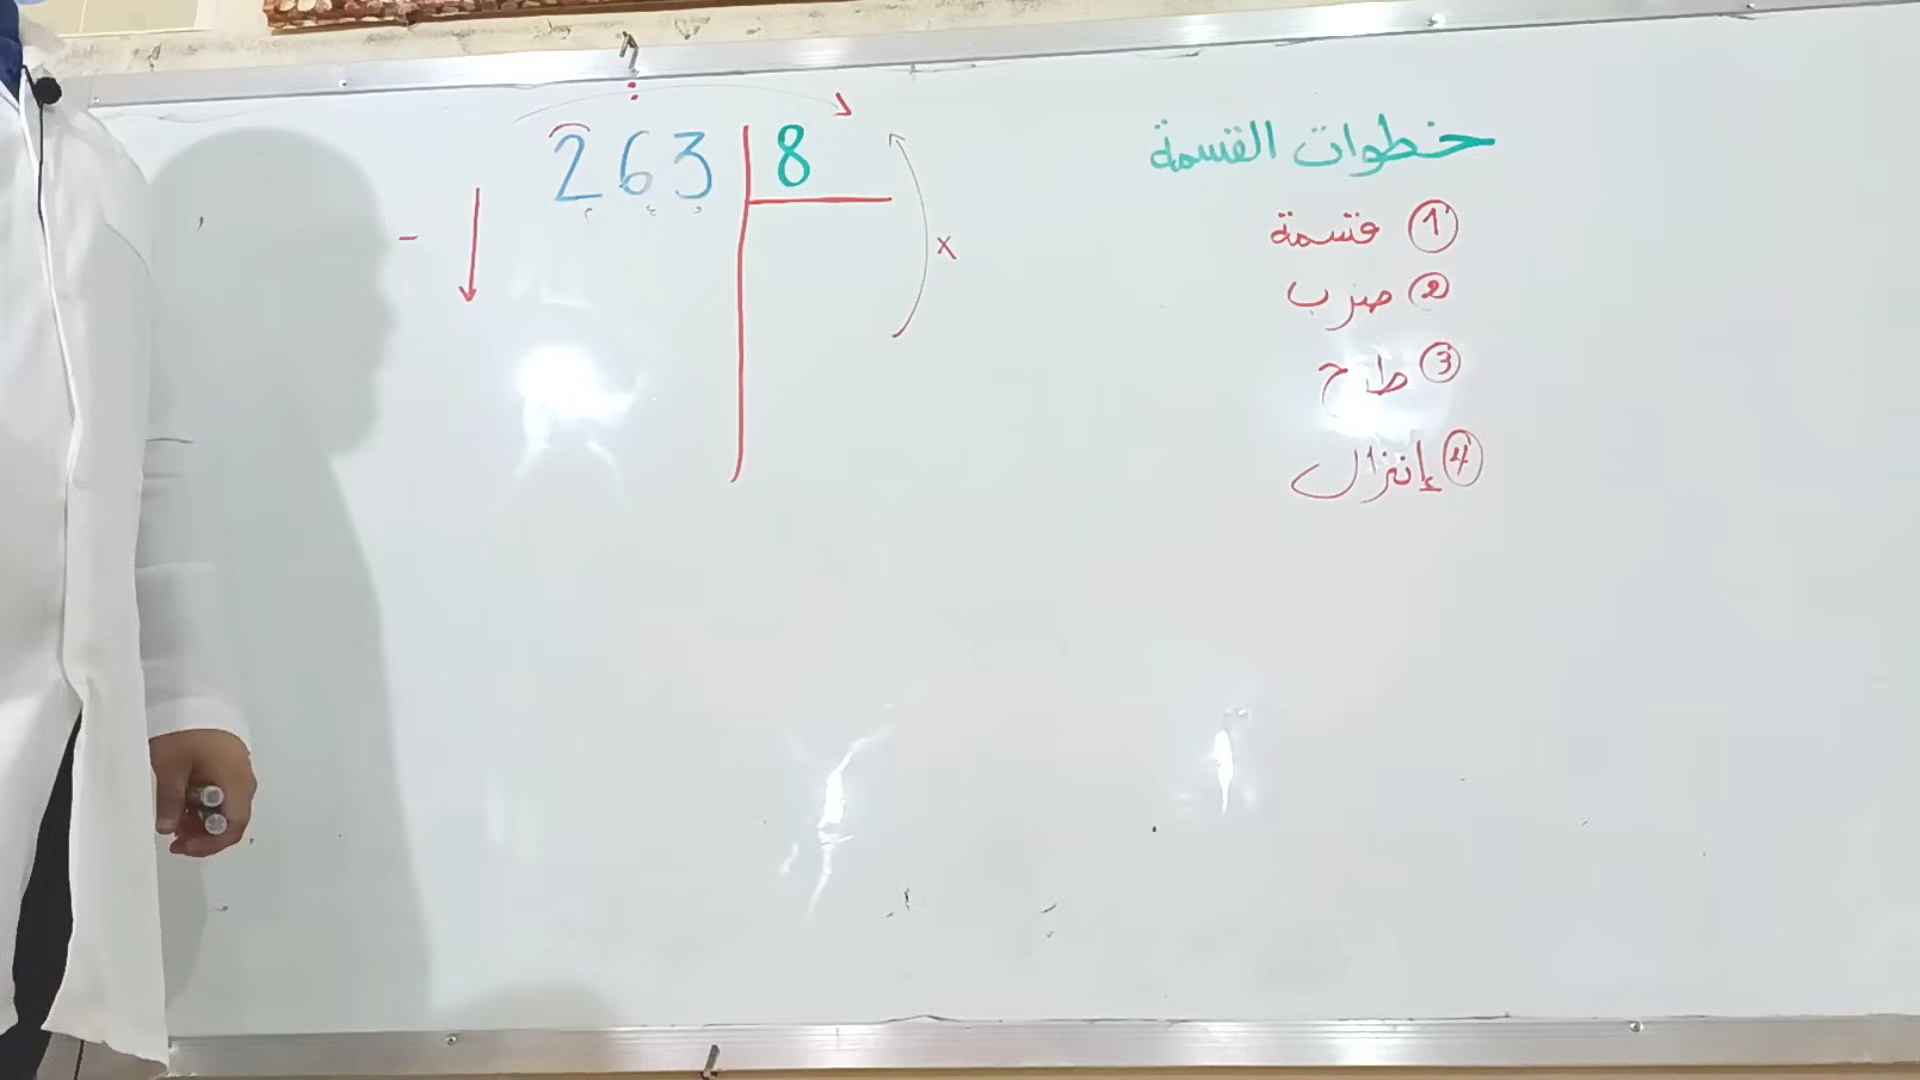 263 8
:
-
×
م ع و
خطوات القسمة
① قسمة
② ضرب
③ طرح
④ إنزال